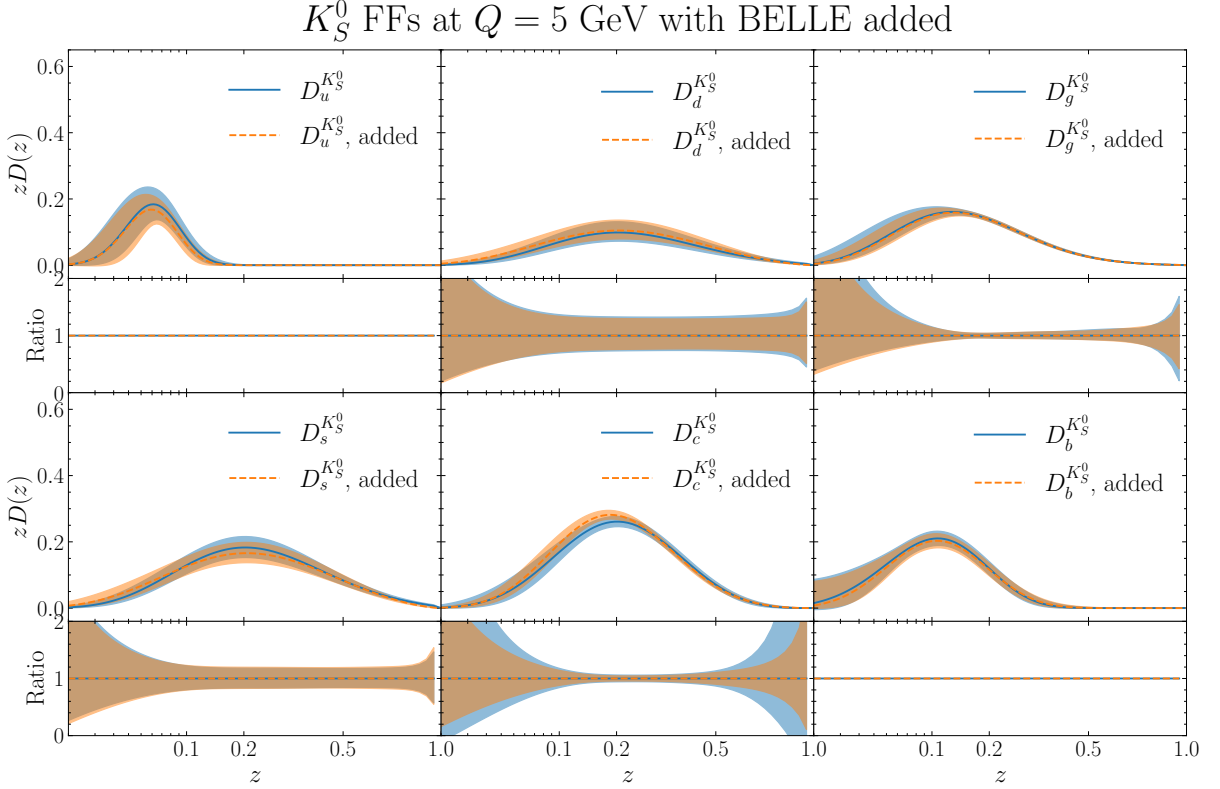 K_S^0 FFs at Q = 5 GeV with BELLE added
zD(z)
0.6
0.4
0.2
0.0
D_u^{K_S^0}
D_u^{K_S^0}, added
D_d^{K_S^0}
D_d^{K_S^0}, added
D_g^{K_S^0}
D_g^{K_S^0}, added
Ratio
2
1
0
zD(z)
0.6
0.4
0.2
0.0
D_s^{K_S^0}
D_s^{K_S^0}, added
D_c^{K_S^0}
D_c^{K_S^0}, added
D_b^{K_S^0}
D_b^{K_S^0}, added
Ratio
2
1
0
0.1 0.2 0.5 1.0 0.1 0.2 0.5 1.0 0.1 0.2 0.5 1.0
z z z